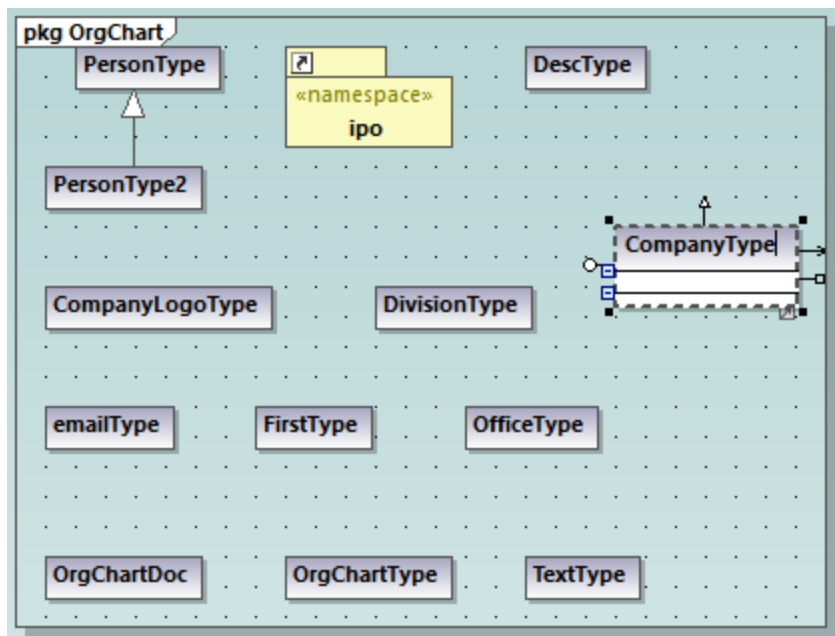 pkg OrgChart
PersonType
DescType
«namespace»
ipo
PersonType2
CompanyType
CompanyLogoType
DivisionType
emailType
FirstType
OfficeType
OrgChartDoc
OrgChartType
TextType